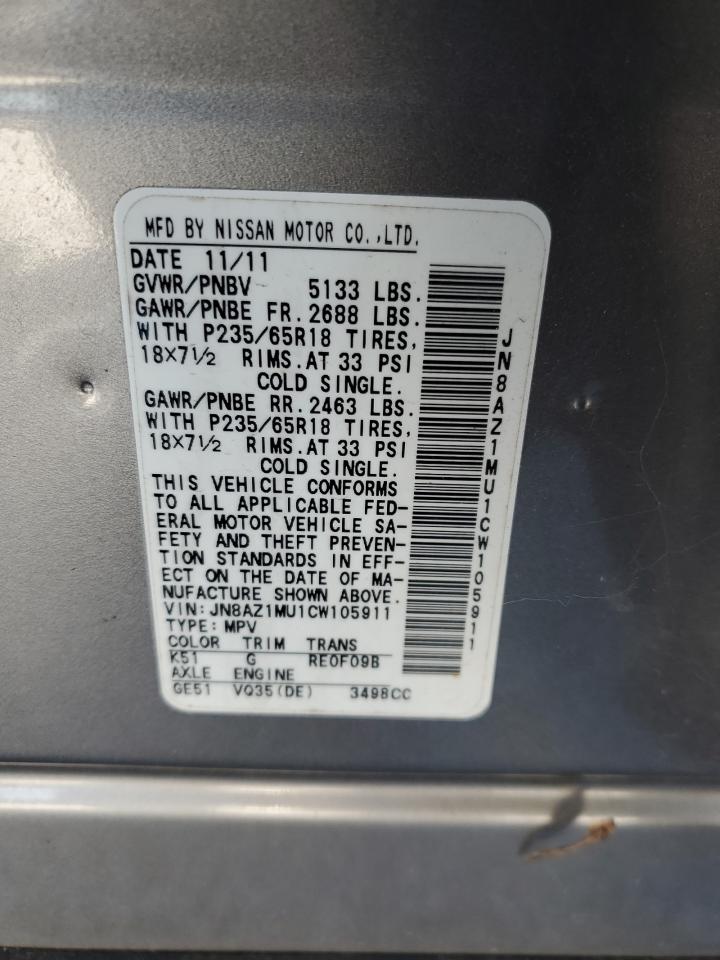 MFD BY NISSAN MOTOR CO.,LTD.
DATE 11/11
GVWR/PNBV 5133 LBS.
GAWR/PNBE FR. 2688 LBS.
WITH P235/65R18 TIRES,
18×7½ RIMS. AT 33 PSI
COLD SINGLE.
GAWR/PNBE RR. 2463 LBS.
WITH P235/65R18 TIRES,
18×7½ RIMS. AT 33 PSI
COLD SINGLE.
THIS VEHICLE CONFORMS
TO ALL APPLICABLE FED-
ERAL MOTOR VEHICLE SA-
FETY AND THEFT PREVEN-
TION STANDARDS IN EFF-
ECT ON THE DATE OF MA-
NUFACTURE SHOWN ABOVE.
VIN: JN8AZ1MU1CW105911
TYPE: MPV
COLOR TRIM TRANS
K51 G RE0F09B
AXLE ENGINE
GE51 VQ35(DE) 3498CC
JN8AZ1MU1CW105911